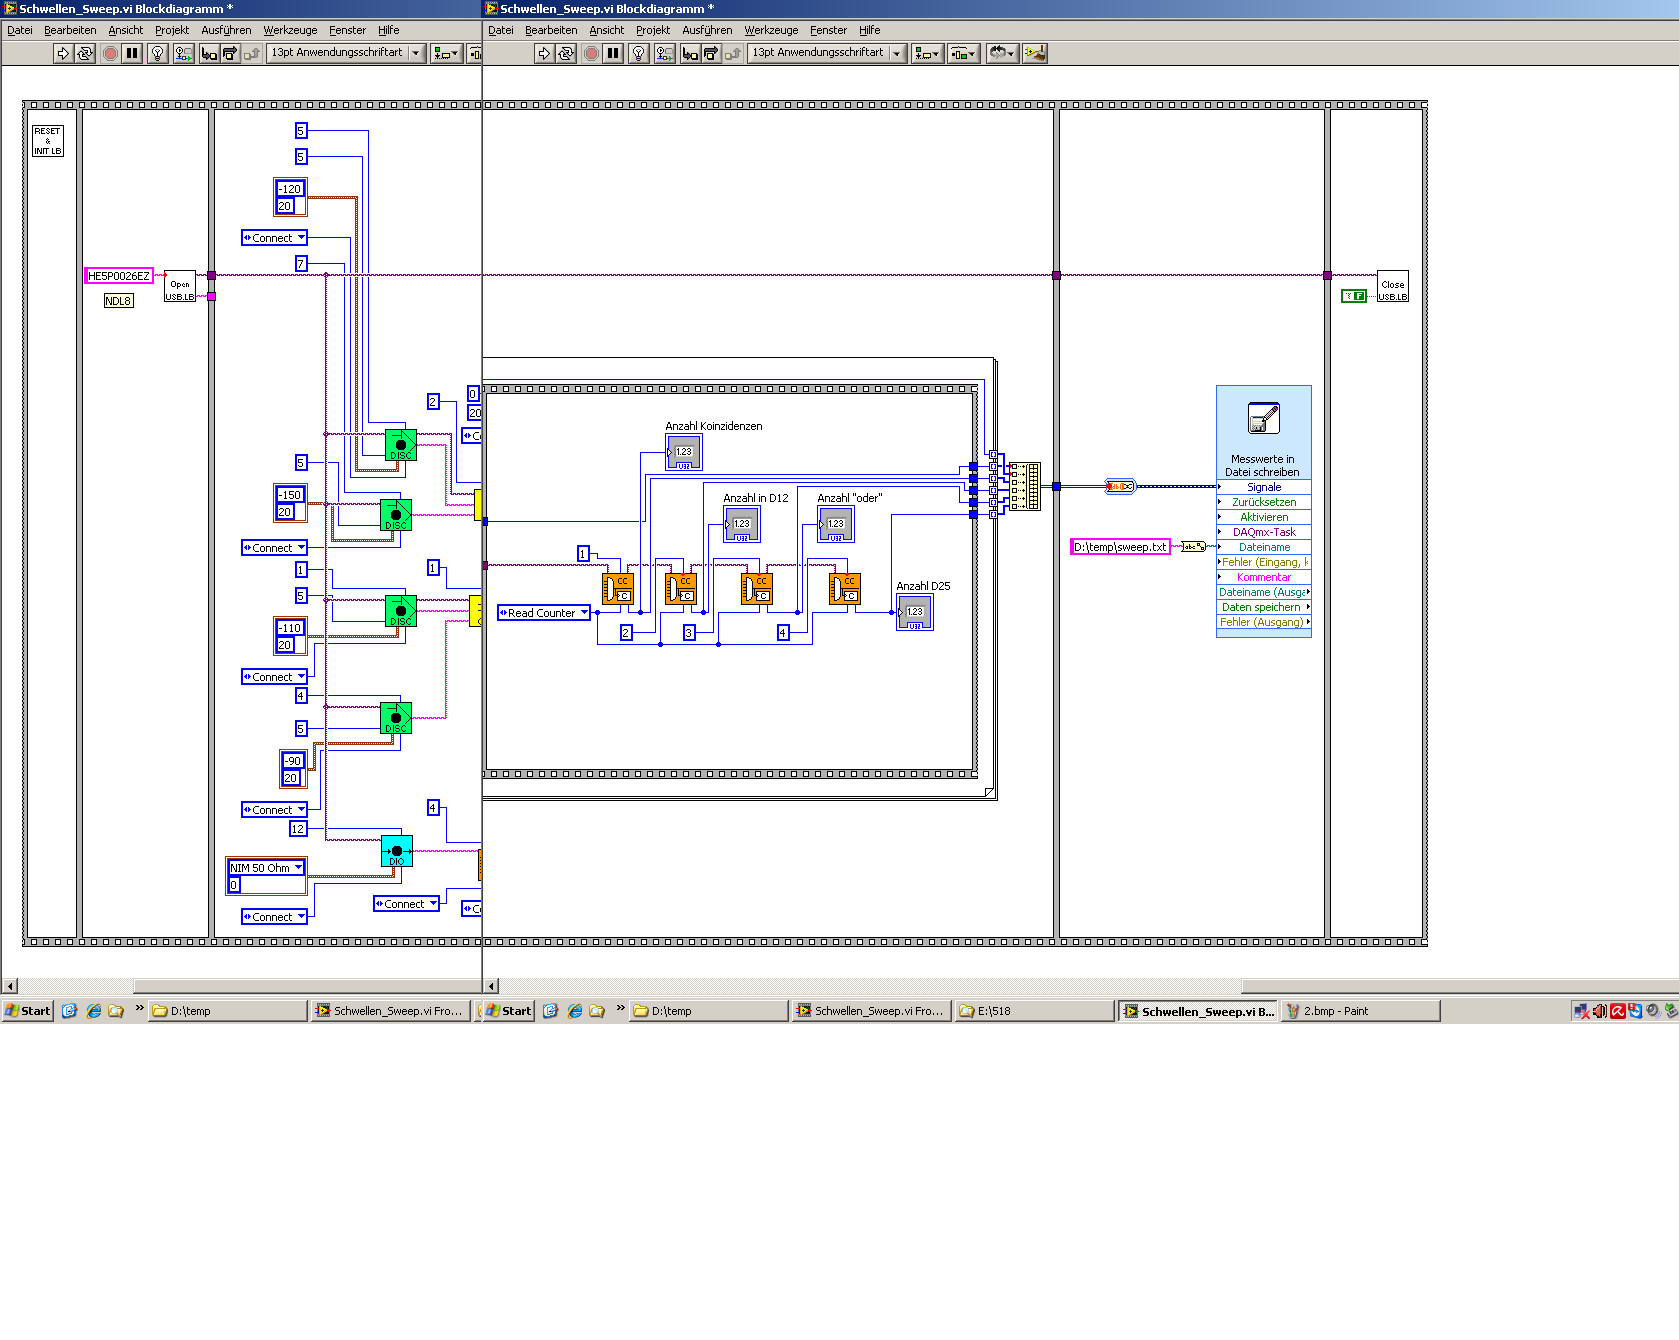 Schwellen_Sweep.vi Blockdiagramm *
Schwellen_Sweep.vi Blockdiagramm *
Datei Bearbeiten Ansicht Projekt Ausführen Werkzeuge Fenster Hilfe
Datei Bearbeiten Ansicht Projekt Ausführen Werkzeuge Fenster Hilfe
13pt Anwendungsschriftart
13pt Anwendungsschriftart
RESET
&
INIT LB
HE5P0026EZ
NDL8
Open
USB.LB
5
5
-120
20
Connect
7
5
-150
20
Connect
1
5
-110
20
Connect
4
5
-90
20
Connect
12
NIM 50 Ohm
0
Connect
DISC
DISC
DISC
DISC
DIO
2
0
20
1
4
Connect
Anzahl Koinzidenzen
1.23
U32
Anzahl in D12
1.23
U32
Anzahl "oder"
1.23
U32
1
CC
C
CC
C
CC
C
CC
C
Anzahl D25
1.23
U32
Read Counter
2
3
4
D:\temp\sweep.txt
abc
Messwerte in
Datei schreiben
Signale
Zurücksetzen
Aktivieren
DAQmx-Task
Dateiname
Fehler (Eingang, k
Kommentar
Dateiname (Ausga
Daten speichern
Fehler (Ausgang)
? F
Close
USB.LB
Start
D:\temp
Schwellen_Sweep.vi Fro...
Start
D:\temp
Schwellen_Sweep.vi Fro...
E:\518
Schwellen_Sweep.vi B...
2.bmp - Paint